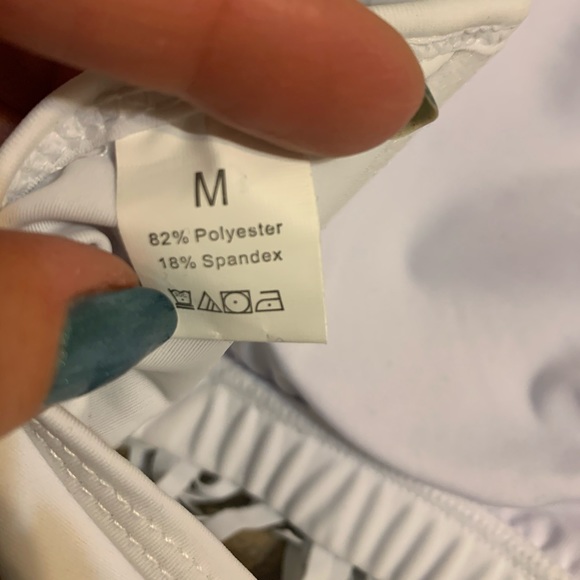 M
82% Polyester
18% Spandex